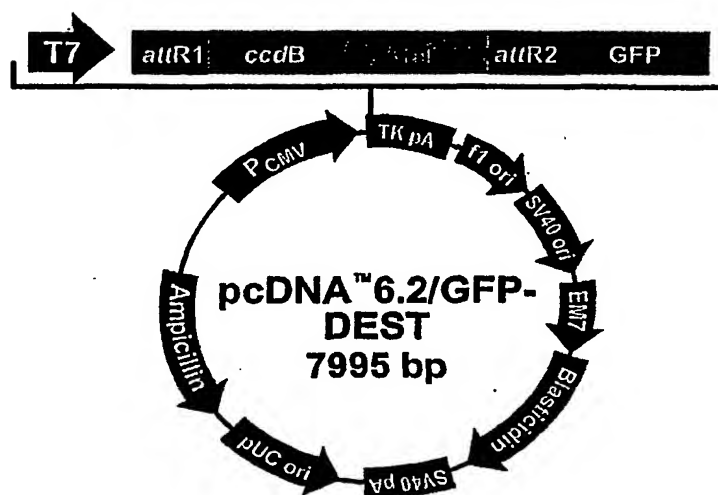 T7 attR1 ccdB attR2 GFP
PCMV
TK pA
f1 ori
SV40 ori
EM7
Blasticidin
SV40 pA
pUC ori
Ampicillin
pcDNA™6.2/GFP-
DEST
7995 bp